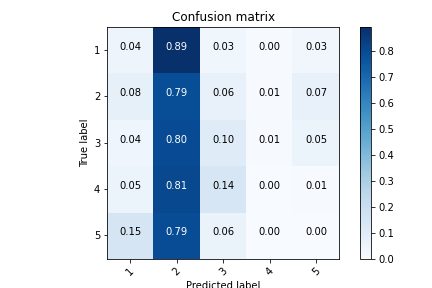 Confusion matrix
1 0.04 0.89 0.03 0.00 0.03
2 0.08 0.79 0.06 0.01 0.07
3 0.04 0.80 0.10 0.01 0.05
4 0.05 0.81 0.14 0.00 0.01
5 0.15 0.79 0.06 0.00 0.00
True label
1 2 3 4 5
Predicted label
0.8
0.7
0.6
0.5
0.4
0.3
0.2
0.1
0.0